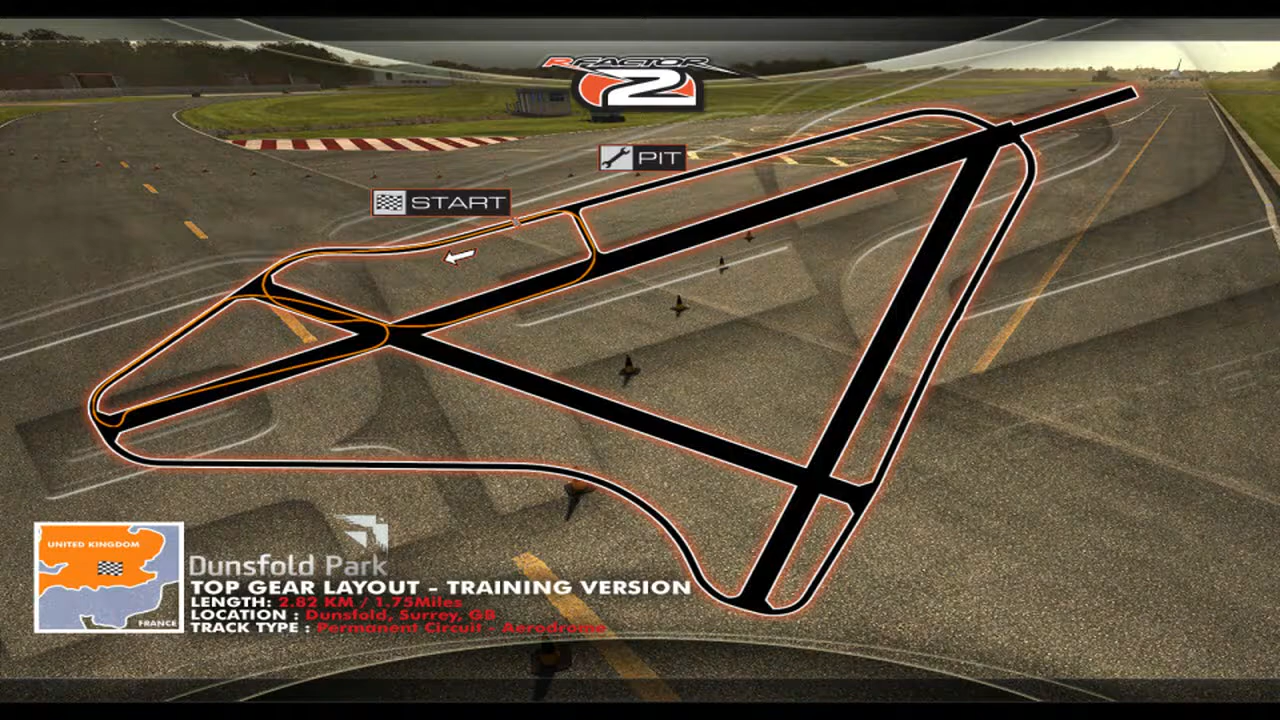 RFACTOR
2
PIT
START
UNITED KINGDOM
FRANCE
Dunsfold Park
TOP GEAR LAYOUT - TRAINING VERSION
LENGTH: 2.82 KM / 1.75Miles
LOCATION : Dunsfold, Surrey, GB
TRACK TYPE : Permanent Circuit - Aerodrome